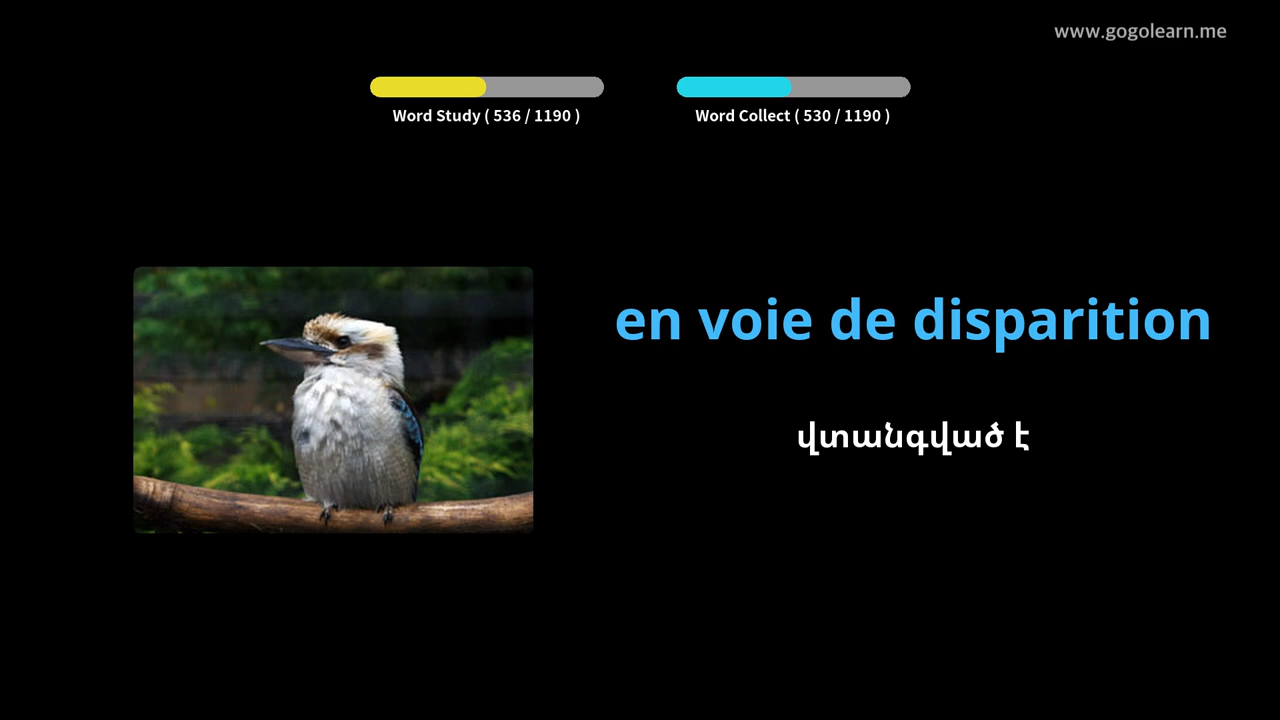 www.gogolearn.me
Word Study ( 536 / 1190 )
Word Collect ( 530 / 1190 )
en voie de disparition
վտանգված է